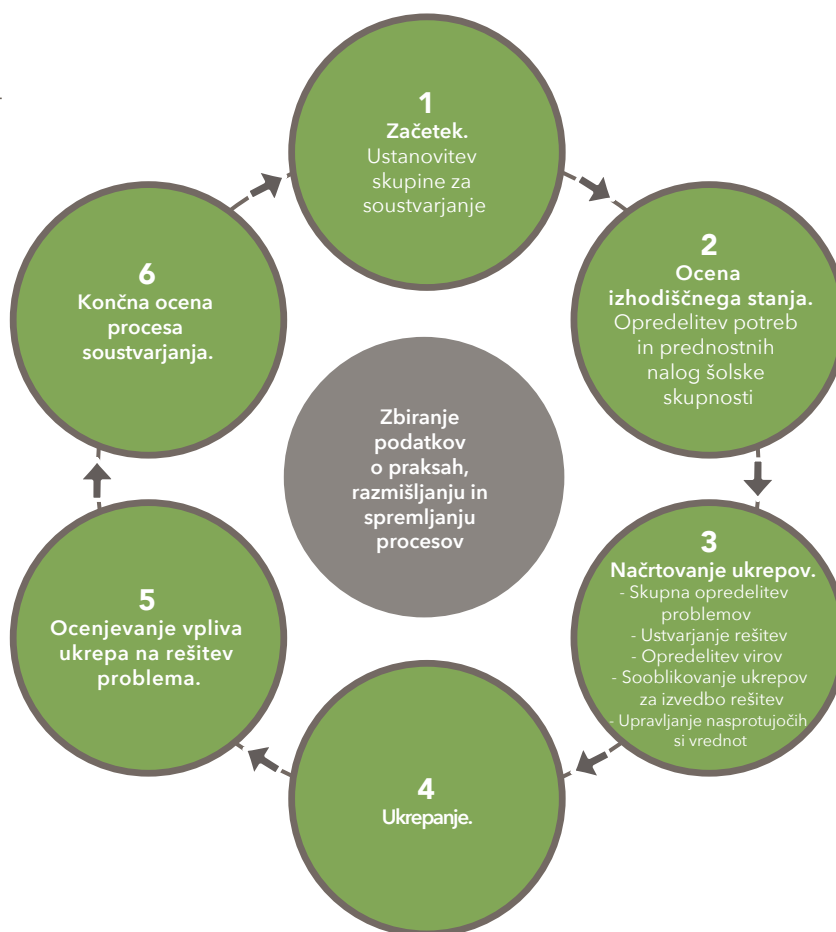 1
Začetek.
Ustanovitev
skupine za
soustvarjanje
2
Ocena
izhodiščnega stanja.
Opredelitev potreb
in prednostnih
nalog šolske
skupnosti
3
Načrtovanje ukrepov.
- Skupna opredelitev
problemov
- Ustvarjanje rešitev
- Opredelitev virov
- Sooblikovanje ukrepov
za izvedbo rešitev
- Upravljanje nasprotujočih
si vrednot
4
Ukrepanje.
5
Ocenjevanje vpliva
ukrepa na rešitev
problema.
6
Končna ocena
procesa
soustvarjanja.
Zbiranje
podatkov
o praksah,
razmišljanju in
spremljanju
procesov